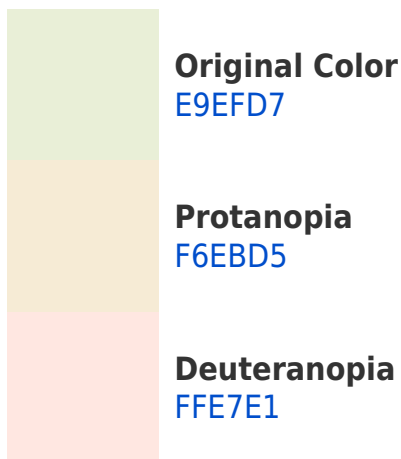 Original Color
E9EFD7
Protanopia
F6EBD5
Deuteranopia
FFE7E1